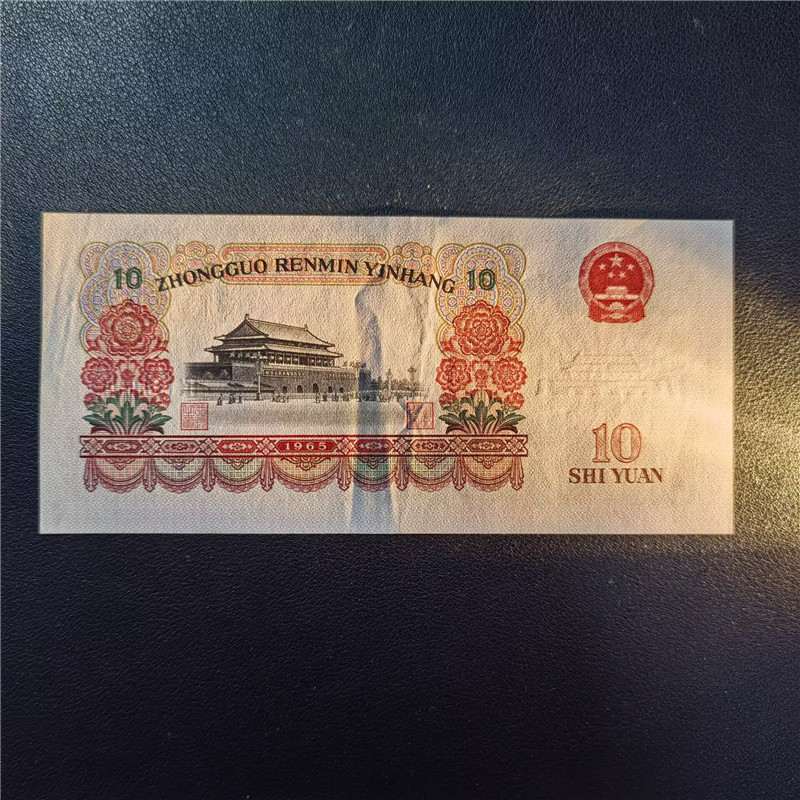 10 ZHONGGUO RENMIN YINHANG 10
1965
10
SHI YUAN